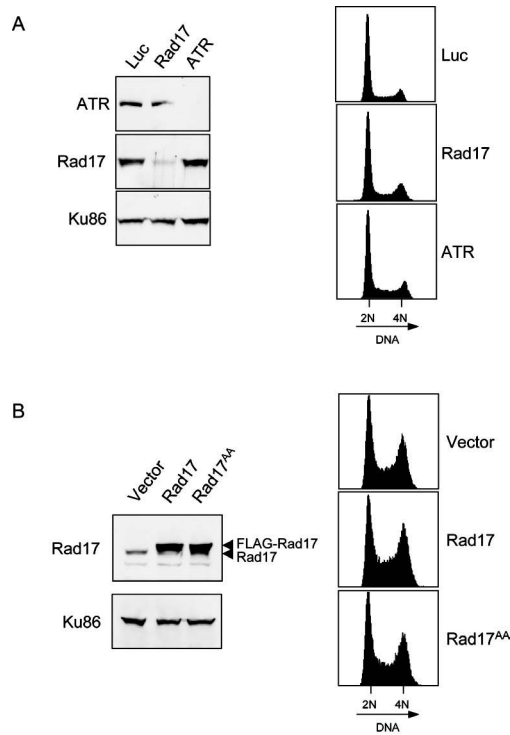 A
Luc
Rad17
ATR
ATR
Rad17
Ku86
Luc
Rad17
ATR
2N 4N
DNA
B
Vector
Rad17
Rad17AA
Rad17
FLAG-Rad17
Rad17
Ku86
Vector
Rad17
Rad17AA
2N 4N
DNA